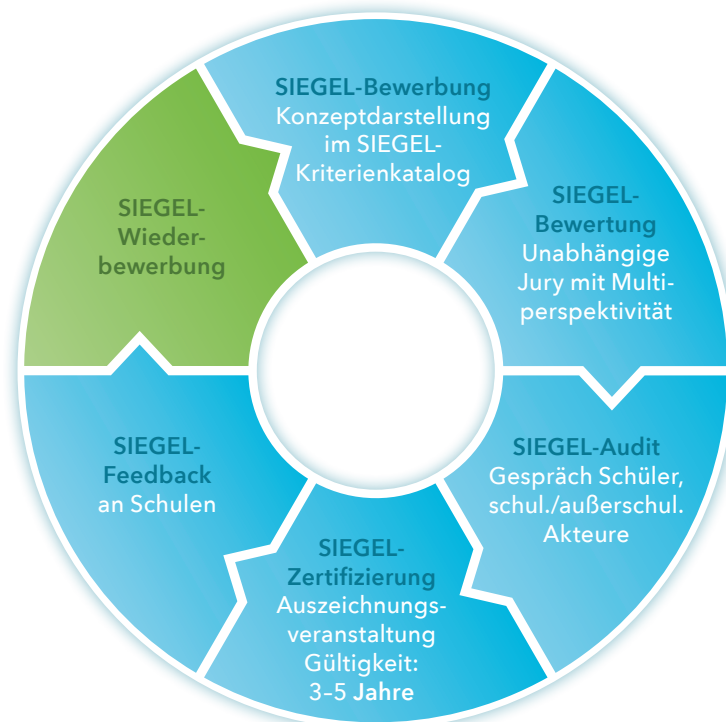 SIEGEL-Bewerbung
Konzeptdarstellung
im SIEGEL-
Kriterienkatalog
SIEGEL-
Bewertung
Unabhängige
Jury mit Multi-
perspektivität
SIEGEL-Audit
Gespräch Schüler,
schul./außerschul.
Akteure
SIEGEL-
Zertifizierung
Auszeichnungs-
veranstaltung
Gültigkeit:
3–5 Jahre
SIEGEL-
Feedback
an Schulen
SIEGEL-
Wieder-
bewerbung